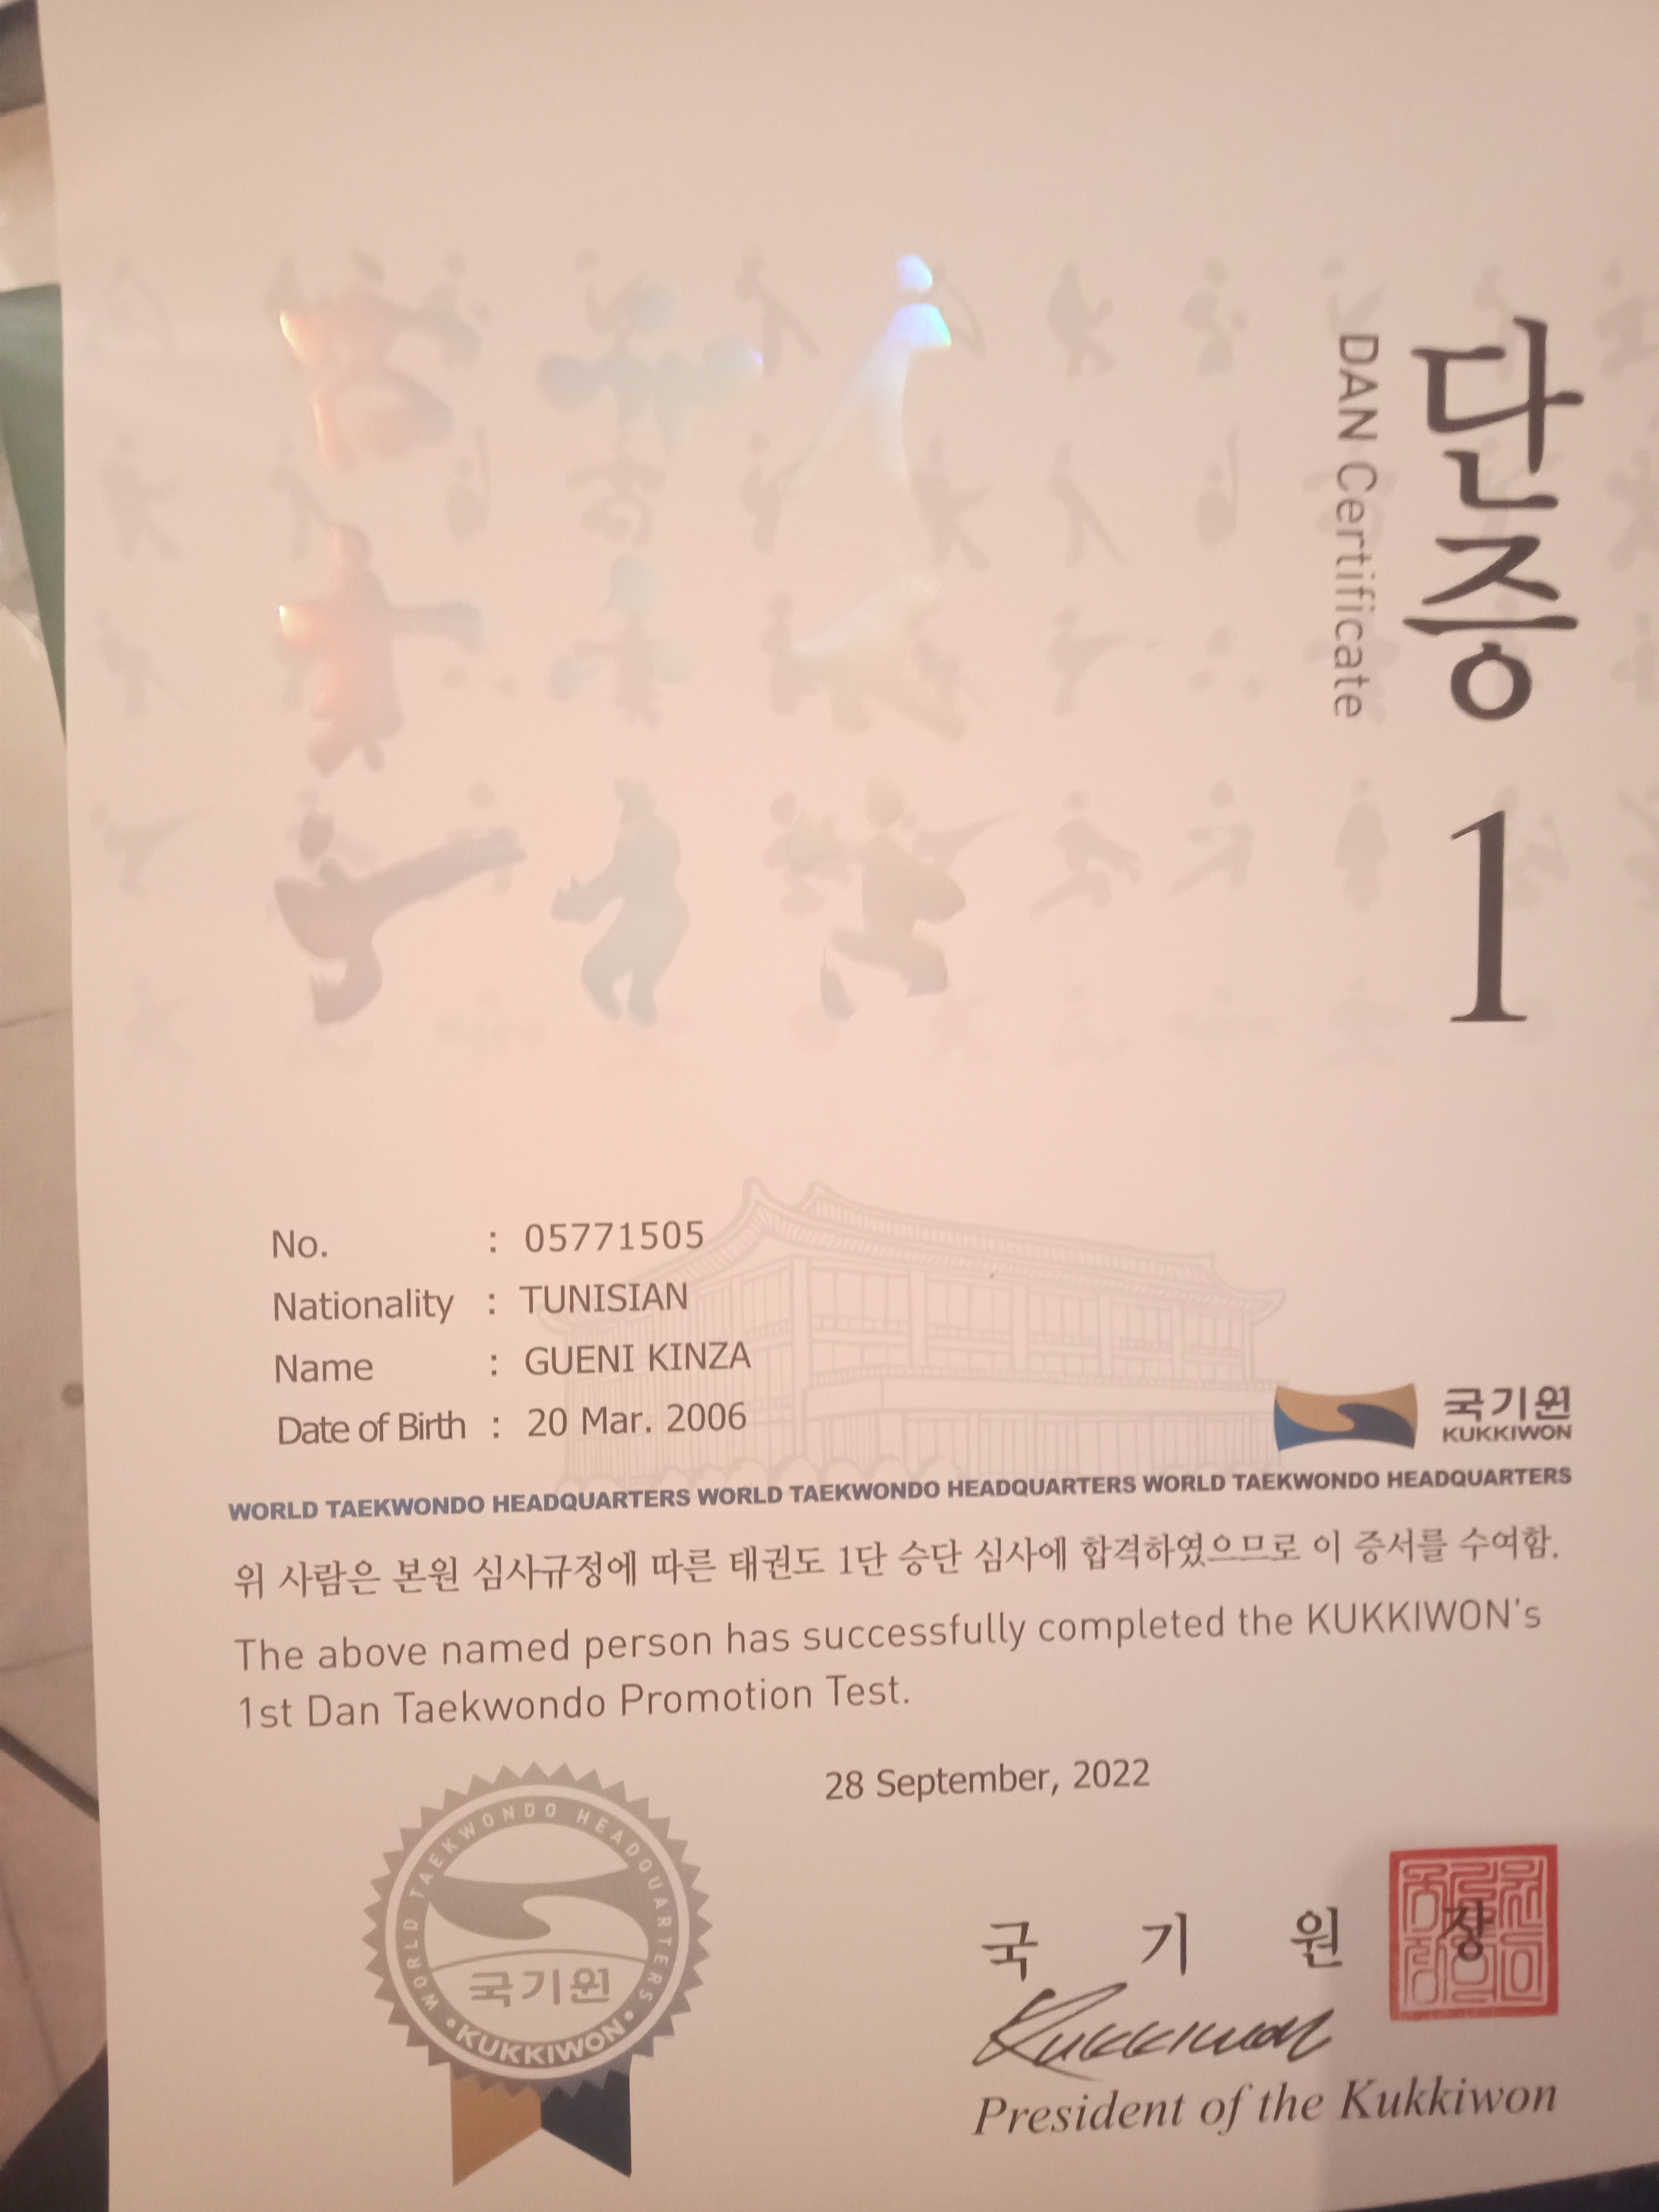 단증 1
DAN Certificate
No. : 05771505
Nationality : TUNISIAN
Name : GUENI KINZA
Date of Birth : 20 Mar. 2006
국기원
KUKKIWON
WORLD TAEKWONDO HEADQUARTERS WORLD TAEKWONDO HEADQUARTERS WORLD TAEKWONDO HEADQUARTERS
위 사람은 본원 심사규정에 따른 태권도 1단 승단 심사에 합격하였으므로 이 증서를 수여함.
The above named person has successfully completed the KUKKIWON's
1st Dan Taekwondo Promotion Test.
28 September, 2022
WORLD TAEKWONDO HEADQUARTERS
국기원
• KUKKIWON •
국 기 원 장
Kukkiwon
President of the Kukkiwon